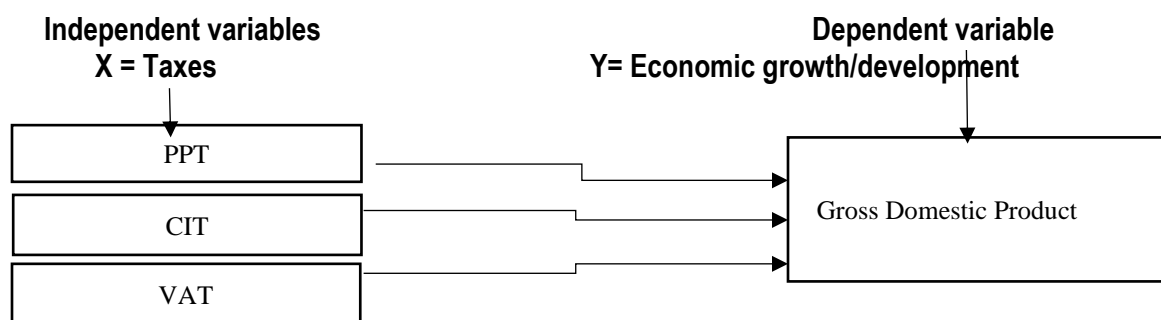 Independent variables
X = Taxes
Dependent variable
Y= Economic growth/development
PPT
CIT
VAT
Gross Domestic Product